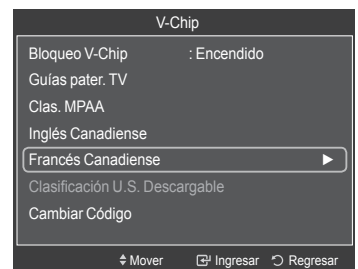 V-Chip
Bloqueo V-Chip : Encendido
Guías pater. TV
Clas. MPAA
Inglés Canadiense
Francés Canadiense ►
Clasificación U.S. Descargable
Cambiar Código
Mover Ingresar Regresar